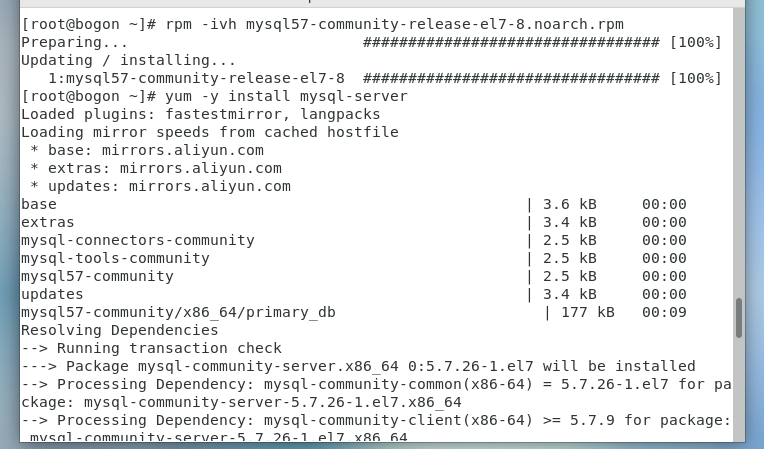 [root@bogon ~]# rpm -ivh mysql57-community-release-el7-8.noarch.rpm
Preparing...                          ################################# [100%]
Updating / installing...
   1:mysql57-community-release-el7-8  ################################# [100%]
[root@bogon ~]# yum -y install mysql-server
Loaded plugins: fastestmirror, langpacks
Loading mirror speeds from cached hostfile
 * base: mirrors.aliyun.com
 * extras: mirrors.aliyun.com
 * updates: mirrors.aliyun.com
base                                                    | 3.6 kB     00:00
extras                                                  | 3.4 kB     00:00
mysql-connectors-community                              | 2.5 kB     00:00
mysql-tools-community                                   | 2.5 kB     00:00
mysql57-community                                       | 2.5 kB     00:00
updates                                                 | 3.4 kB     00:00
mysql57-community/x86_64/primary_db                       | 177 kB   00:09
Resolving Dependencies
--> Running transaction check
---> Package mysql-community-server.x86_64 0:5.7.26-1.el7 will be installed
--> Processing Dependency: mysql-community-common(x86-64) = 5.7.26-1.el7 for pa
ckage: mysql-community-server-5.7.26-1.el7.x86_64
--> Processing Dependency: mysql-community-client(x86-64) >= 5.7.9 for package:
 mysql-community-server-5.7.26-1.el7.x86_64